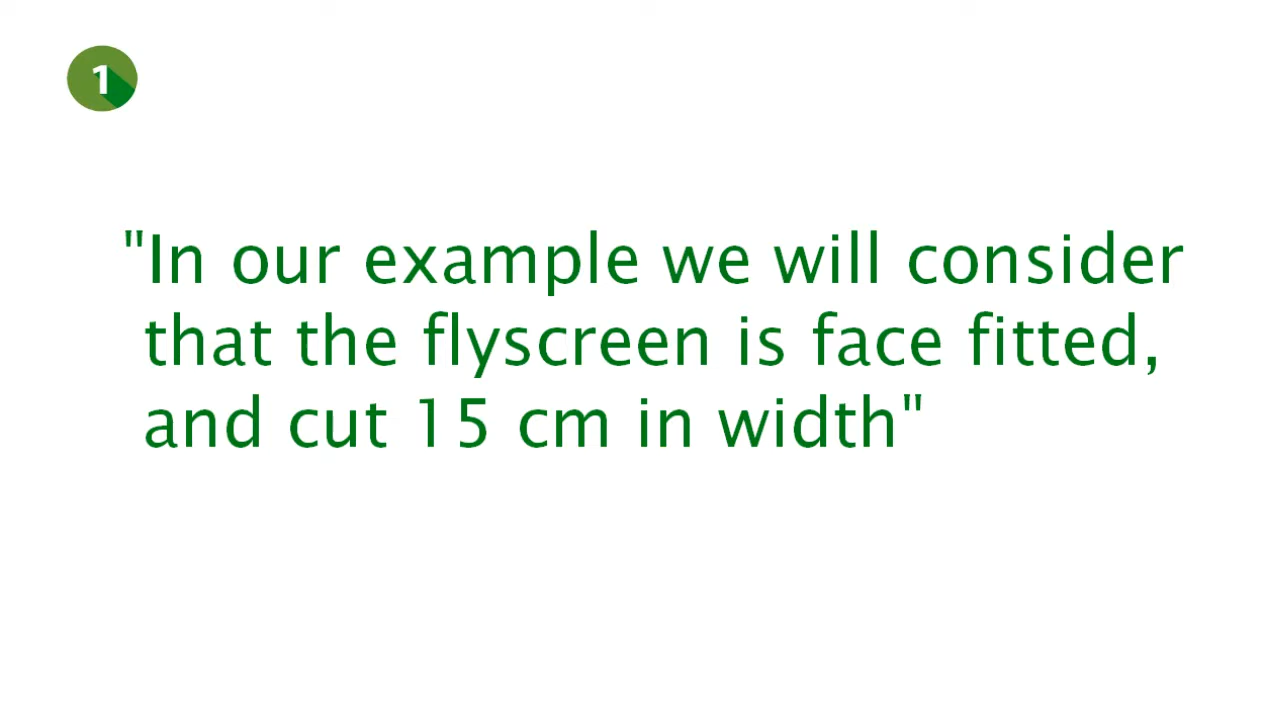 1
"In our example we will consider
that the flyscreen is face fitted,
and cut 15 cm in width"